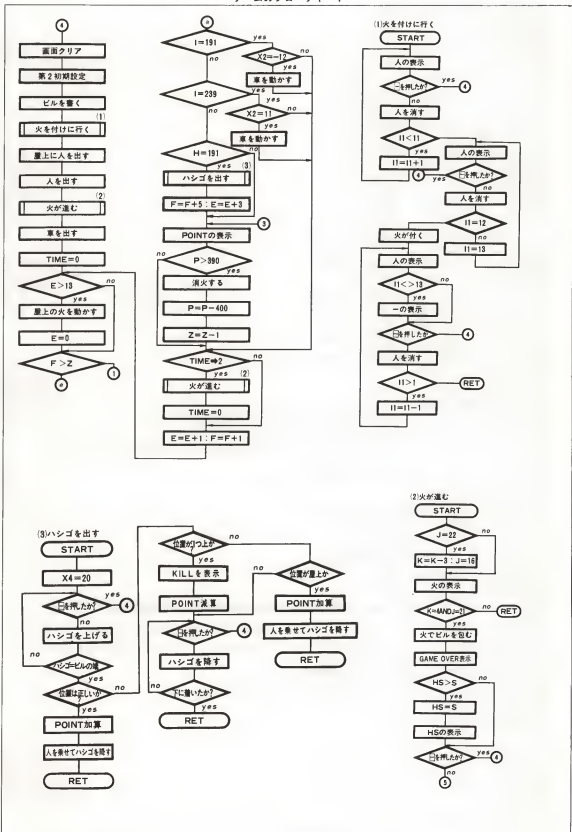 ④
画面クリア
第2初期設定
ビルを書く
(1)
火を付けに行く
屋上に人を出す
人を出す
(2)
火が進む
車を出す
TIME=0
E>13
no
yes
屋上の火を動かす
E=0
F>Z
①
ⓐ
ⓐ
I=191
yes
no
X2=-12
no
yes
車を動かす
I=239
yes
no
X2=11
no
yes
車を動かす
H=191
no
yes
(3)
ハシゴを出す
F=F+5:E=E+3
③
POINTの表示
P>390
no
yes
消火する
P=P-400
Z=Z-1
TIME⇒2
no
yes
(2)
火が進む
TIME=0
E=E+1:F=F+1
(1)火を付けに行く
START
人の表示
⊟を押したか?
yes
④
no
人を消す
I1<11
no
yes
I1=I1+1
人の表示
④
yes
⊟を押したか?
no
人を消す
I1=12
no
yes
I1=13
火が付く
人の表示
I1<>13
no
yes
ーの表示
⊟を押したか
④
人を消す
I1>1
RET
yes
I1=I1-1
(3)ハシゴを出す
START
X4=20
⊟を押したか?
④
ハシゴを上げる
no
ハシゴ=ビルの端
yes
位置は正しいか
no
yes
POINT加算
人を乗せてハシゴを降す
RET
位置が1つ上か
no
yes
KILLを表示
POINT減算
⊟を押したか?
④
ハシゴを降す
no
下に着いたか?
yes
RET
no
位置が屋上か
yes
POINT加算
人を乗せてハシゴを降す
RET
(2)火が進む
START
J=22
no
yes
K=K-3:J=16
火の表示
K=4ANDJ=21
no
RET
yes
火でビルを包む
GAME OVER表示
HS>S
no
yes
HS=S
HSの表示
⊟を押したか?
yes
④
no
⑤